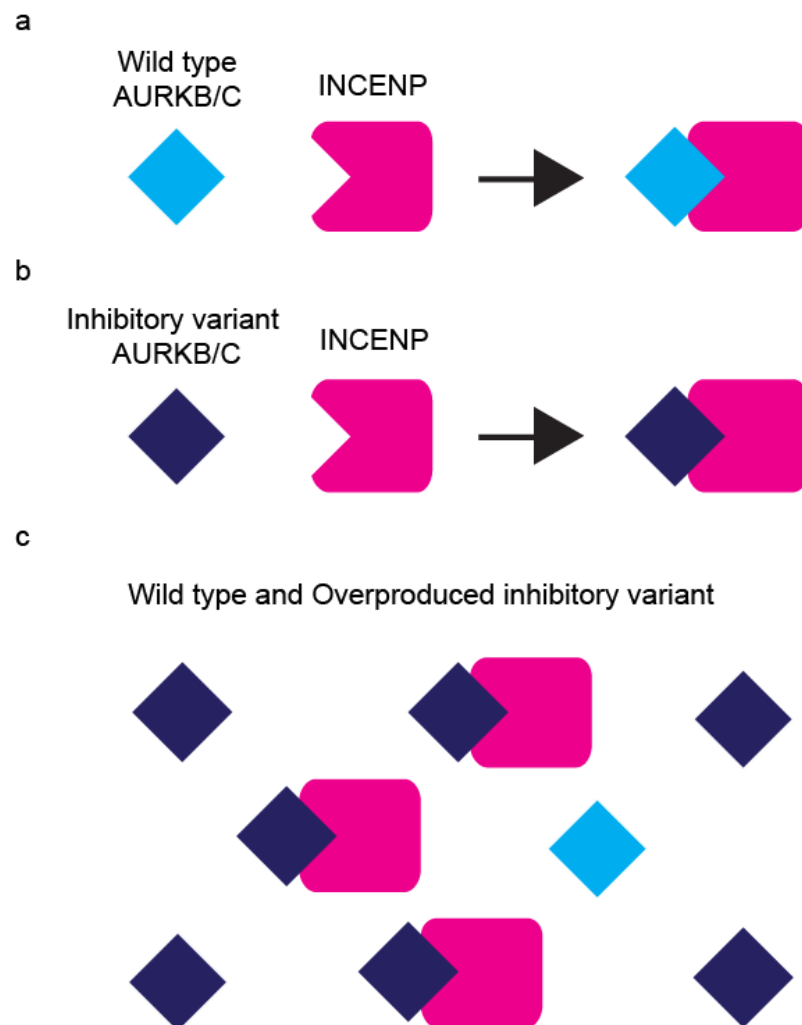 a
Wild type
AURKB/C
INCENP
b
Inhibitory variant
AURKB/C
INCENP
c
Wild type and Overproduced inhibitory variant